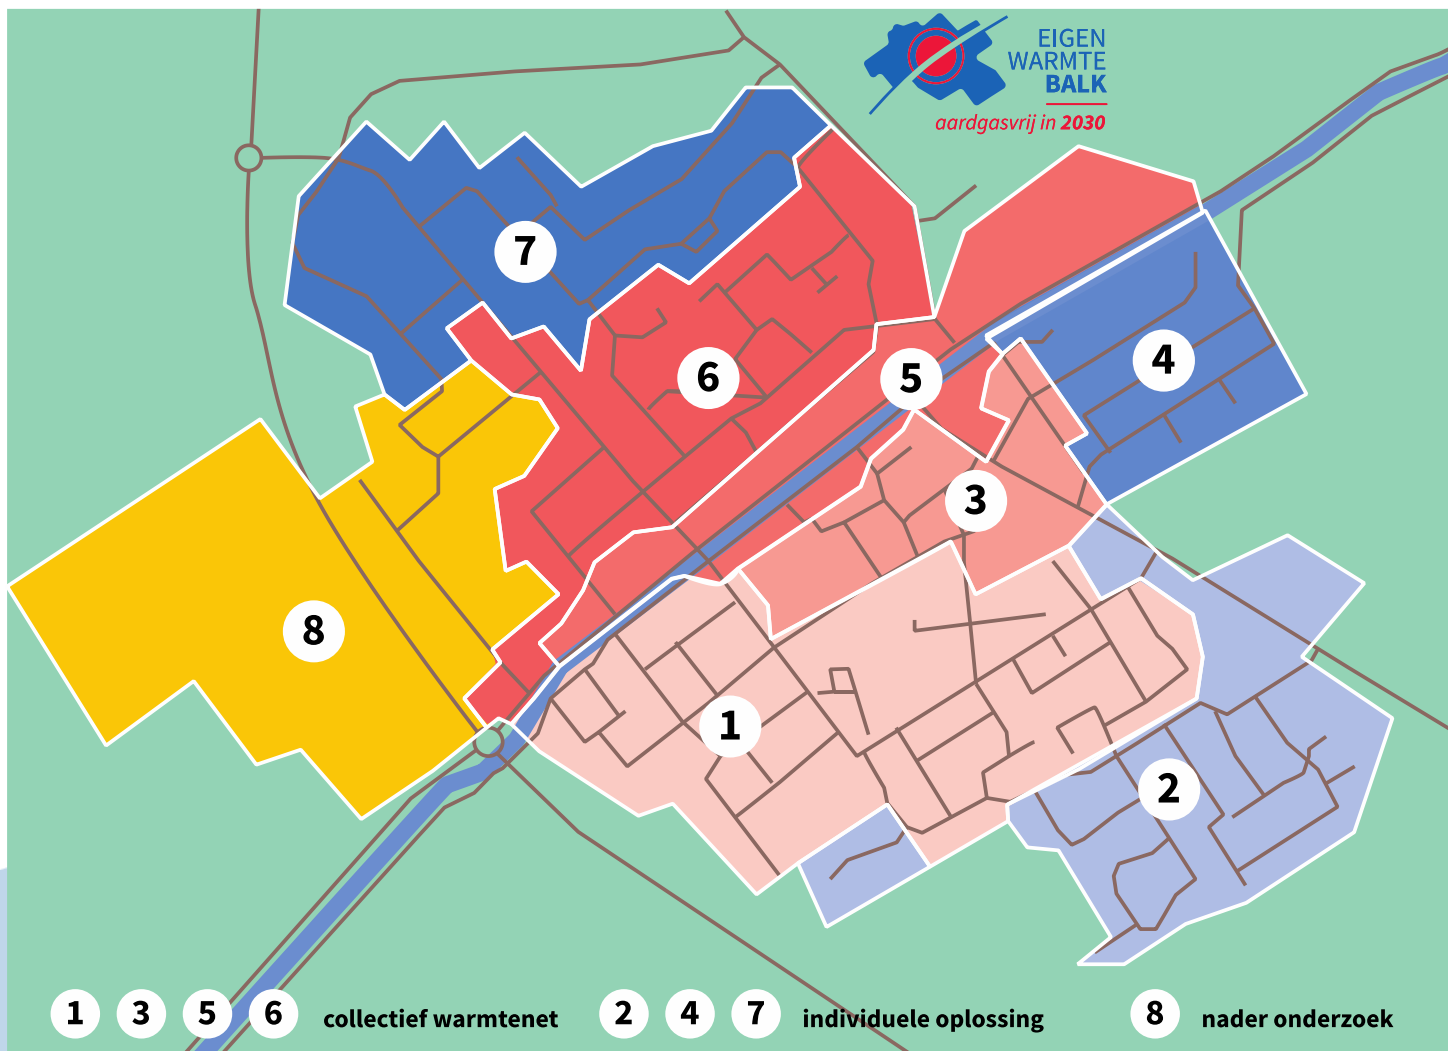 EIGEN
WARMTE
BALK
aardgasvrij in 2030
7
4
6
5
3
8
1
2
1 3 5 6 collectief warmtenet 2 4 7 individuele oplossing 8 nader onderzoek